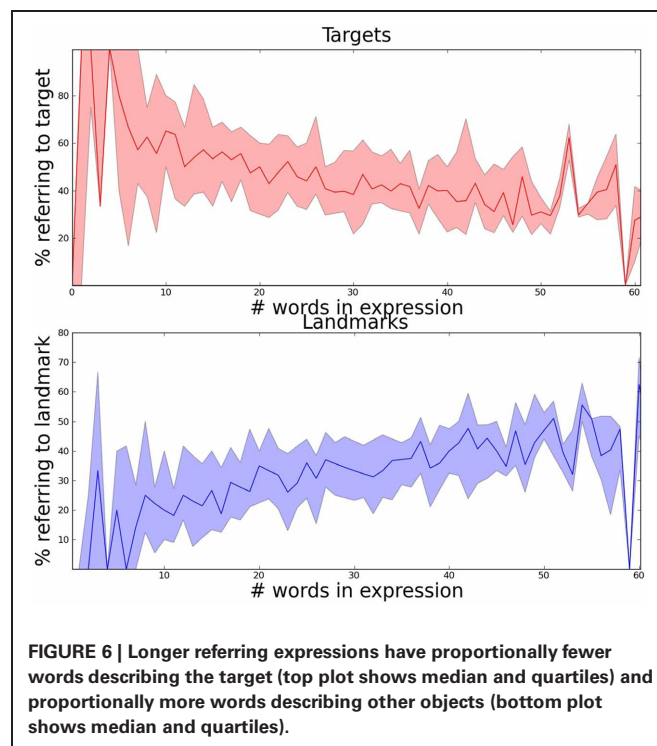 Targets
% referring to target
80
60
40
20
0 10 20 30 40 50 60
# words in expression
Landmarks
% referring to landmark
80
70
60
50
40
30
20
10
10 20 30 40 50 60
# words in expression
FIGURE 6 | Longer referring expressions have proportionally fewer
words describing the target (top plot shows median and quartiles) and
proportionally more words describing other objects (bottom plot
shows median and quartiles).